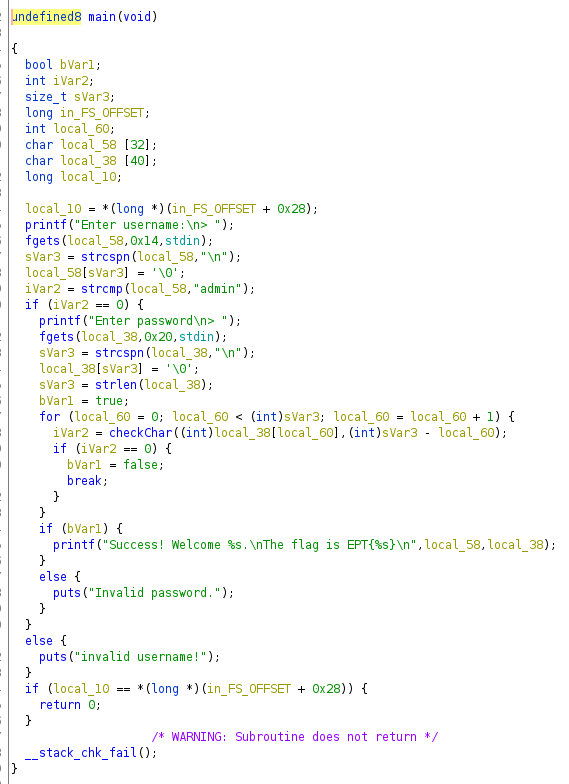 undefined8 main(void)
{
bool bVar1;
int iVar2;
size_t sVar3;
long in_FS_OFFSET;
int local_60;
char local_58 [32];
char local_38 [40];
long local_10;
local_10 = *(long *)(in_FS_OFFSET + 0x28);
printf("Enter username:\n> ");
fgets(local_58,0x14,stdin);
sVar3 = strcspn(local_58,"\n");
local_58[sVar3] = '\0';
iVar2 = strcmp(local_58,"admin");
if (iVar2 == 0) {
printf("Enter password\n> ");
fgets(local_38,0x20,stdin);
sVar3 = strcspn(local_38,"\n");
local_38[sVar3] = '\0';
sVar3 = strlen(local_38);
bVar1 = true;
for (local_60 = 0; local_60 < (int)sVar3; local_60 = local_60 + 1) {
iVar2 = checkChar((int)local_38[local_60],(int)sVar3 - local_60);
if (iVar2 == 0) {
bVar1 = false;
break;
}
}
if (bVar1) {
printf("Success! Welcome %s.\nThe flag is EPT{%s}\n",local_58,local_38);
}
else {
puts("Invalid password.");
}
}
else {
puts("invalid username!");
}
if (local_10 == *(long *)(in_FS_OFFSET + 0x28)) {
return 0;
}
/* WARNING: Subroutine does not return */
__stack_chk_fail();
}